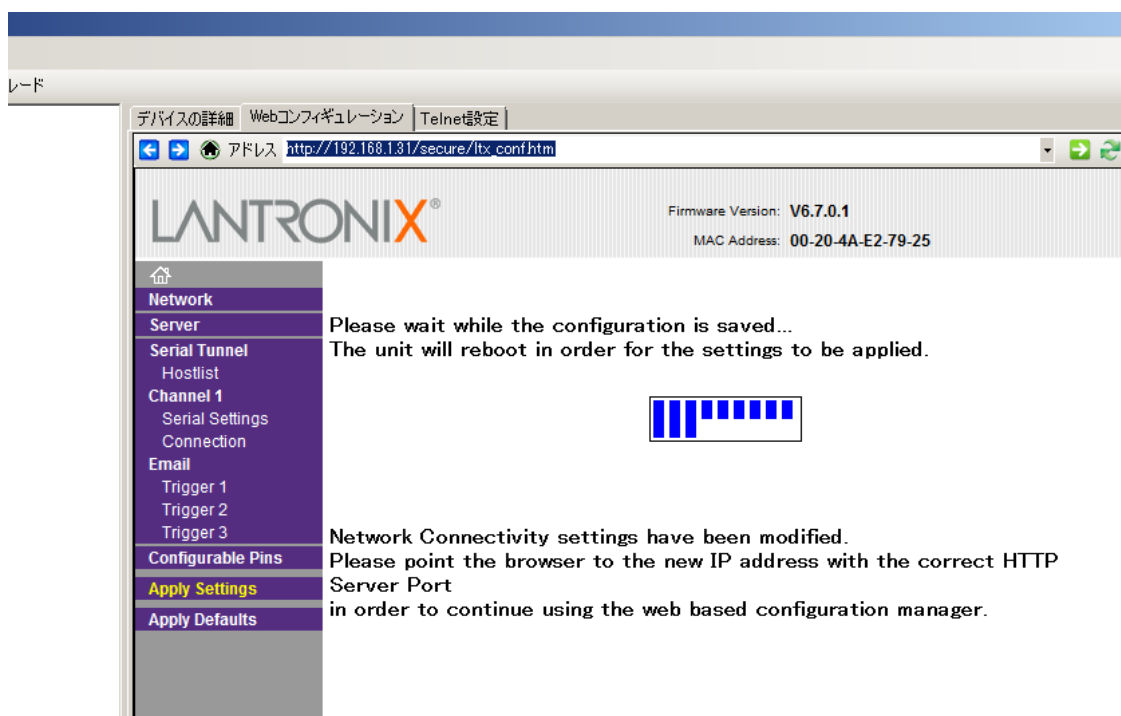 レード
デバイスの詳細 Webコンフィギュレーション Telnet設定
アドレス http://192.168.1.31/secure/ltx_conf.htm
LANTRONIX®
Firmware Version: V6.7.0.1
MAC Address: 00-20-4A-E2-79-25
Network
Server
Serial Tunnel
Hostlist
Channel 1
Serial Settings
Connection
Email
Trigger 1
Trigger 2
Trigger 3
Configurable Pins
Apply Settings
Apply Defaults
Please wait while the configuration is saved...
The unit will reboot in order for the settings to be applied.
Network Connectivity settings have been modified.
Please point the browser to the new IP address with the correct HTTP
Server Port
in order to continue using the web based configuration manager.